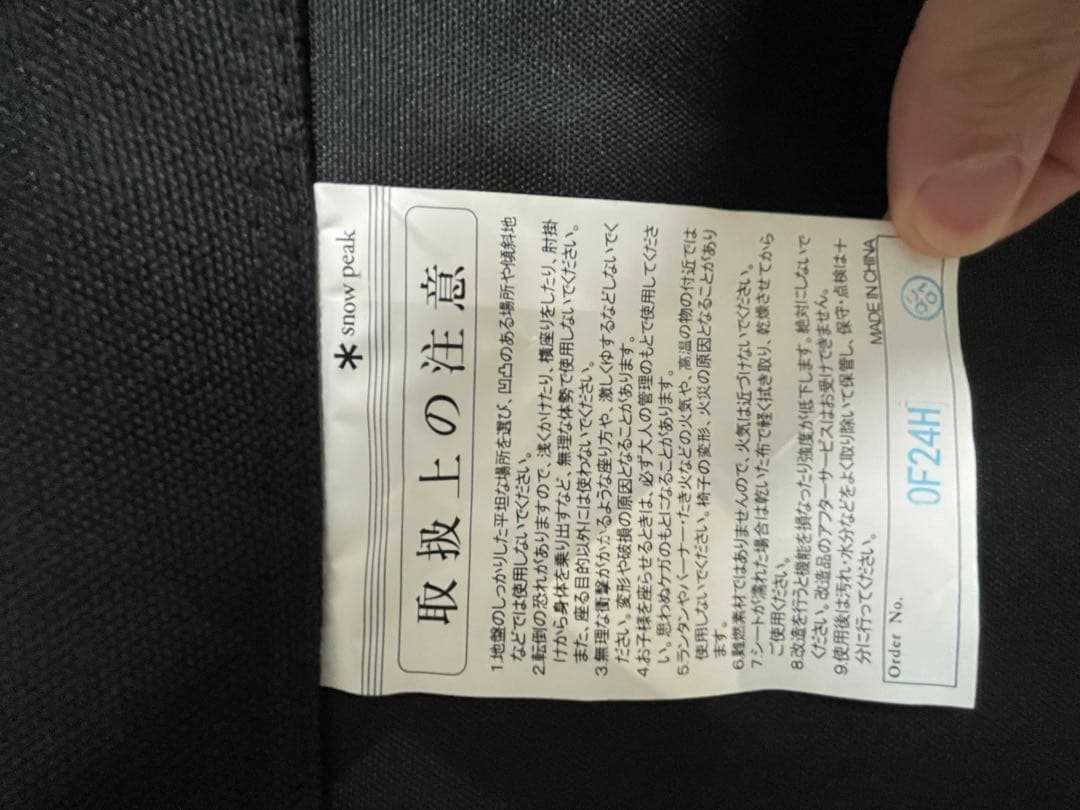 * snow peak
取扱上の注意
1.地盤のしっかりした平坦な場所を選び、凹凸のある場所や傾斜地
などでは使用しないでください。
2.転倒の恐れがありますので、浅くかけたり、横座りをしたり、肘掛
けから身体を乗り出すなど、無理な体勢で使用しないでください。
また、座る目的以外には使わないでください。
3.無理な衝撃がかかるような座り方や、激しくゆするなどしないでく
ださい。変形や破損の原因となることがあります。
4.お子様を座らせるときは、必ず大人の管理のもとで使用してくださ
い。思わぬケガのもとになることがあります。
5.ランタンやバーナー・たき火などの火気や、高温の物の付近では
使用しないでください。椅子の変形、火災の原因となることがあり
ます。
6.難燃素材ではありませんので、火気は近づけないでください。
7.シートが濡れた場合は乾いた布で軽く拭き取り、乾燥させてから
ご使用ください。
8.改造を行うと機能を損なったり強度が低下します。絶対にしないで
ください。改造品のアフターサービスはお受けできません。
9.使用後は汚れ・水分などをよく取り除いて保管し、保守・点検は十
分に行ってください。
MADE IN CHINA
Order No.
0F24H